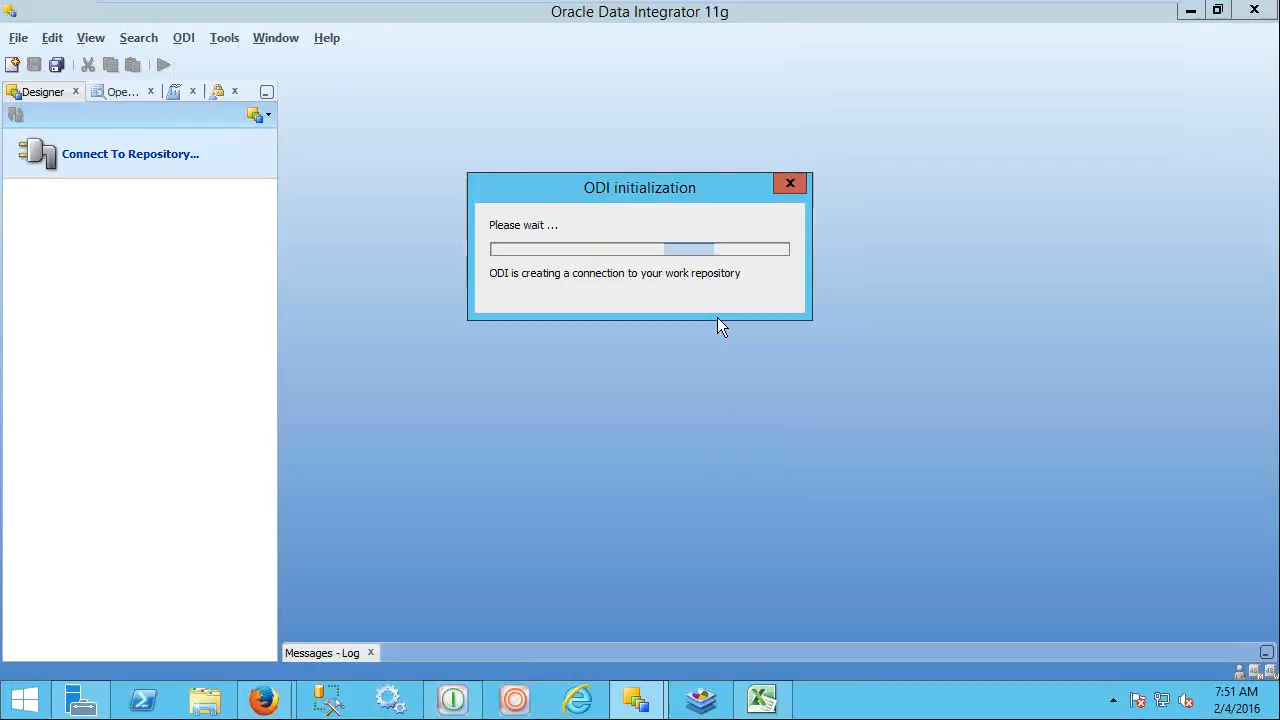 Oracle Data Integrator 11g
File Edit View Search ODI Tools Window Help
Designer x Ope... x x x
Connect To Repository...
ODI initialization
x
Please wait ...
ODI is creating a connection to your work repository
Messages - Log x
7:51 AM
2/4/2016